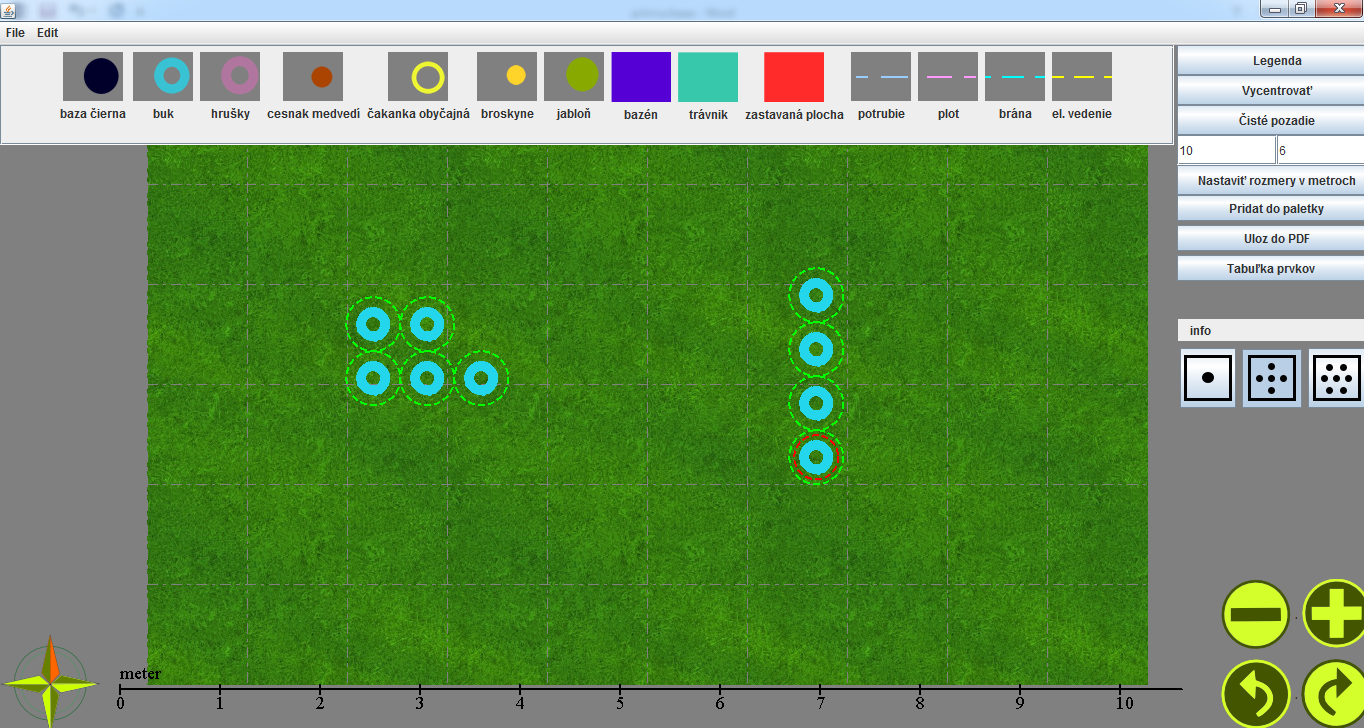 File Edit
baza čierna buk hrušky cesnak medvedí čakanka obyčajná broskyne jabloň bazén trávnik zastavaná plocha potrubie plot brána el. vedenie
Legenda
Vycentrovať
Čisté pozadie
10 6
Nastaviť rozmery v metroch
Pridat do paletky
Uloz do PDF
Tabuľka prvkov
info
meter
0 1 2 3 4 5 6 7 8 9 10